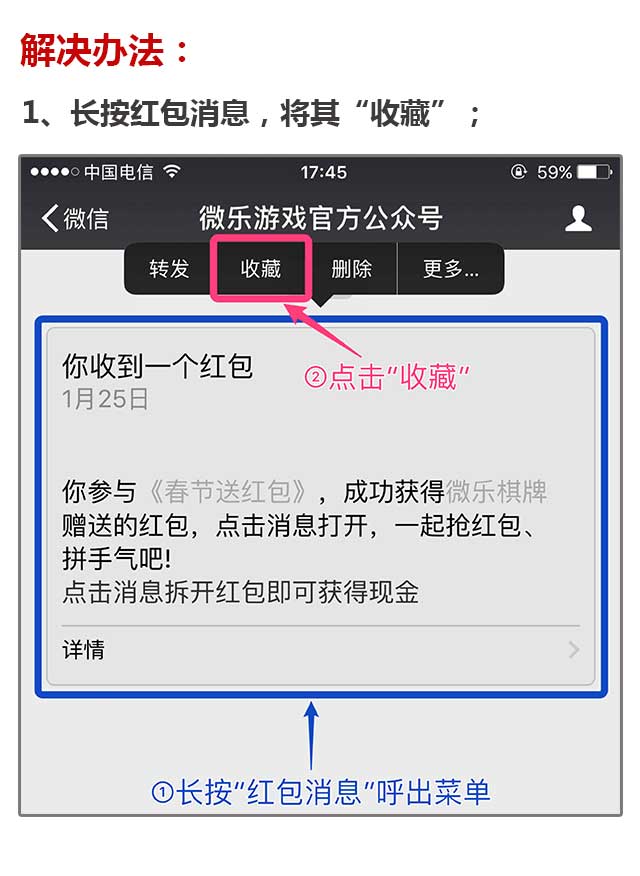 解决办法：
1、长按红包消息，将其“收藏”；
中国电信 17:45 59%
微信 微乐游戏官方公众号
转发 收藏 删除 更多...
你收到一个红包
②点击“收藏”
1月25日
你参与《春节送红包》，成功获得微乐棋牌
赠送的红包，点击消息打开，一起抢红包、
拼手气吧!
点击消息拆开红包即可获得现金
详情
①长按“红包消息”呼出菜单